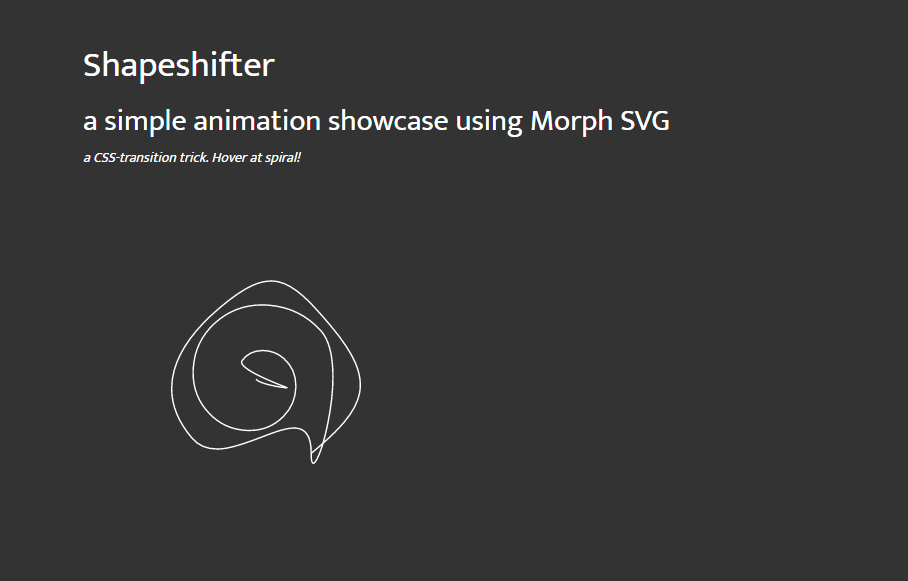 Shapeshifter
a simple animation showcase using Morph SVG
a CSS-transition trick. Hover at spiral!